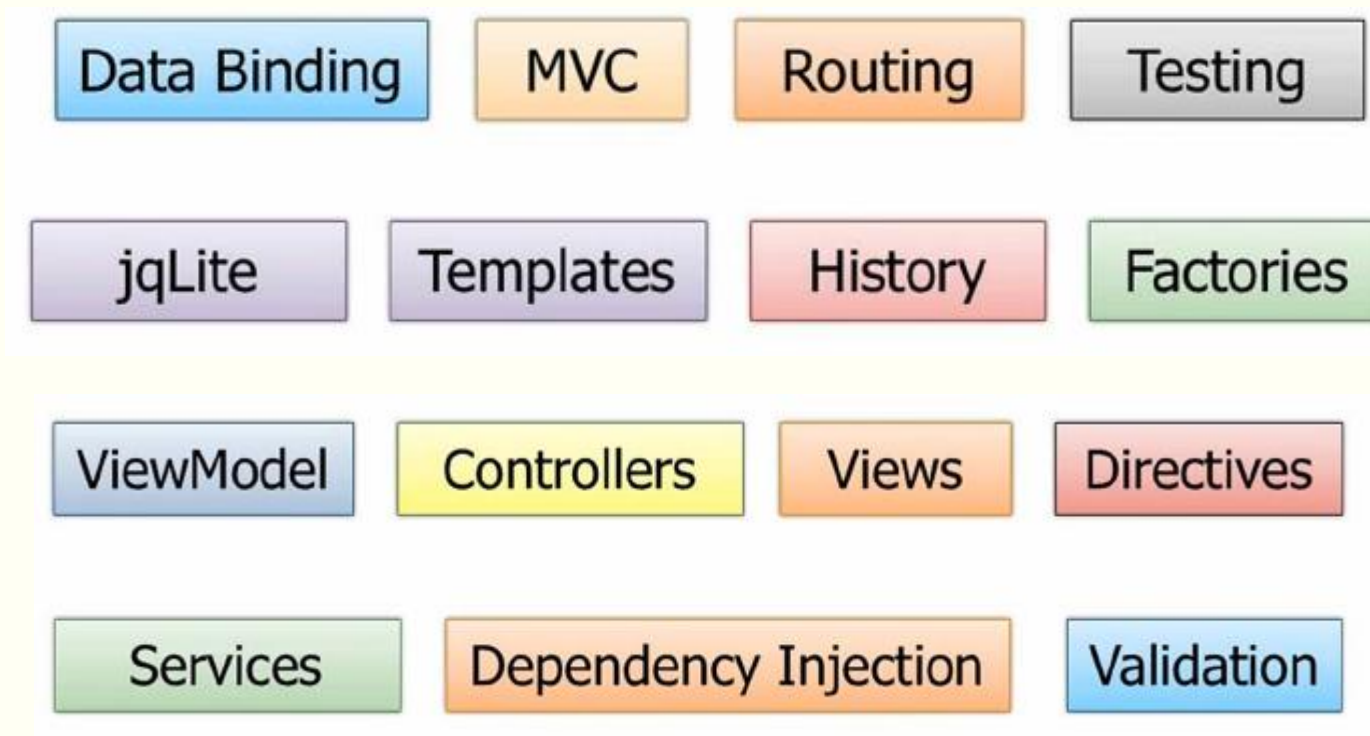 Data Binding MVC Routing Testing
jqLite Templates History Factories
ViewModel Controllers Views Directives
Services Dependency Injection Validation